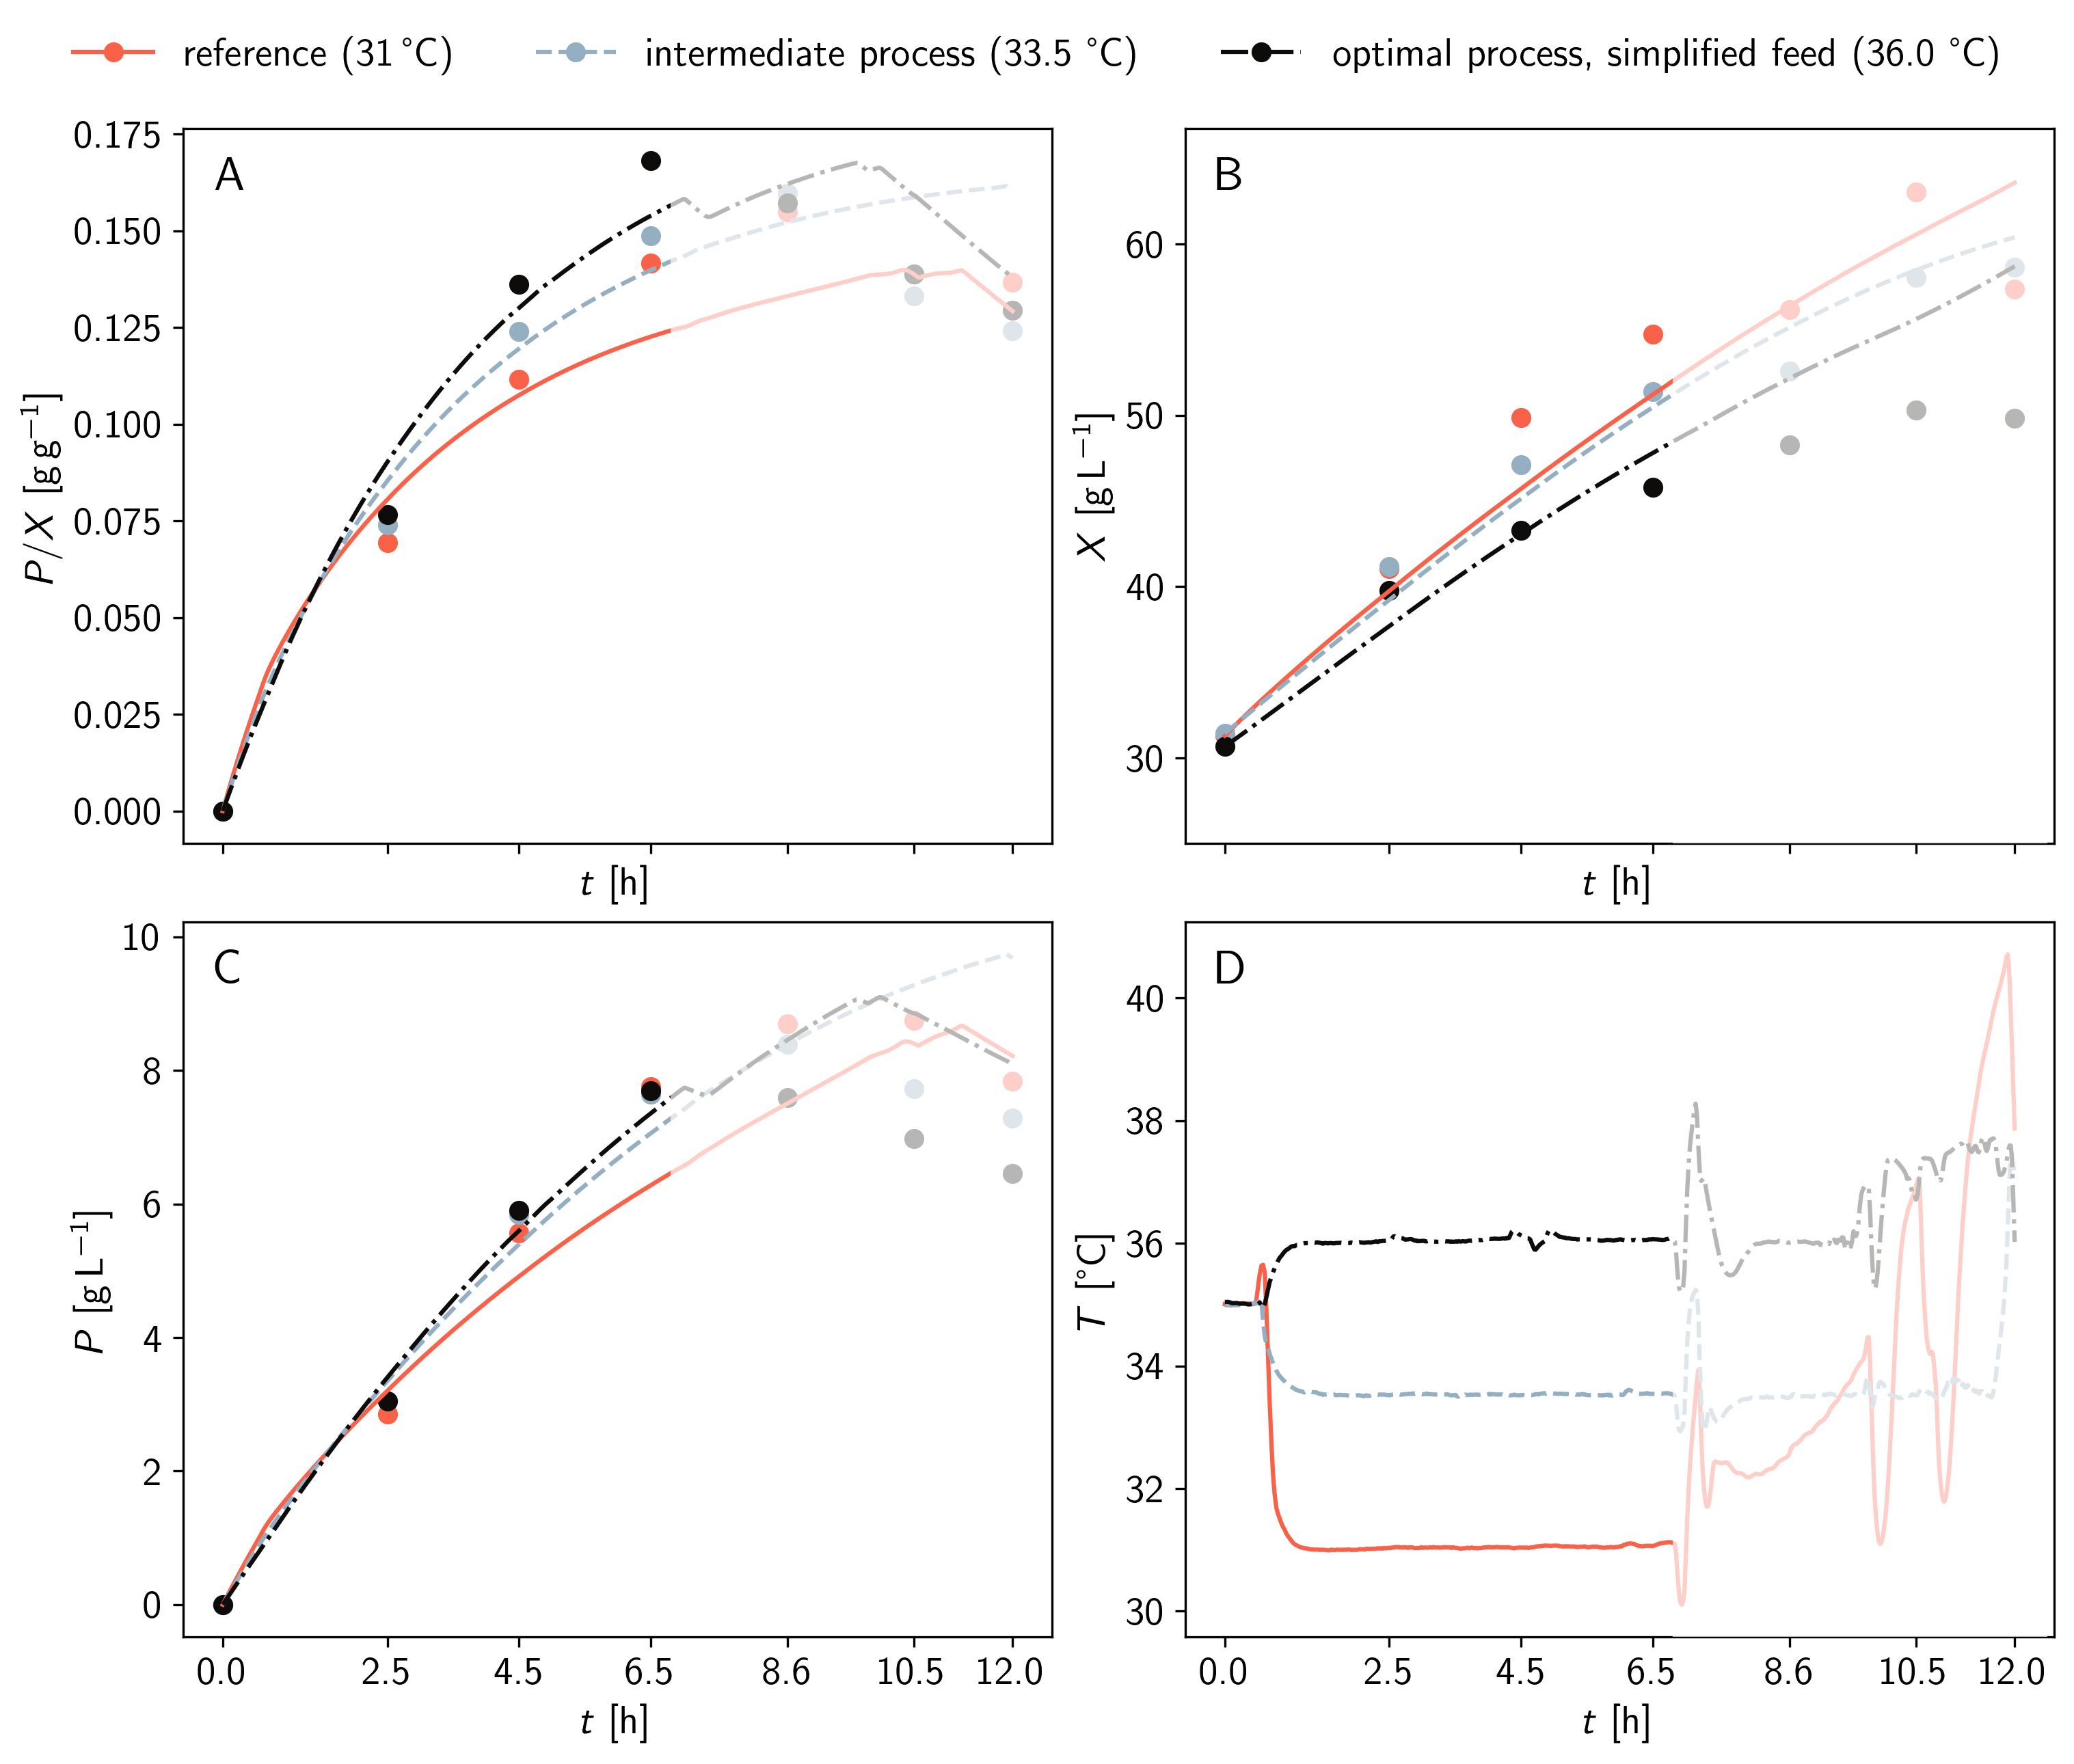 reference (31 °C) intermediate process (33.5 °C) optimal process, simplified feed (36.0 °C)
A
P/X [g g⁻¹]
0.175
0.150
0.125
0.100
0.075
0.050
0.025
0.000
t [h]
B
X [g L⁻¹]
60
50
40
30
t [h]
C
P [g L⁻¹]
10
8
6
4
2
0
0.0 2.5 4.5 6.5 8.6 10.5 12.0
t [h]
D
T [°C]
40
38
36
34
32
30
0.0 2.5 4.5 6.5 8.6 10.5 12.0
t [h]